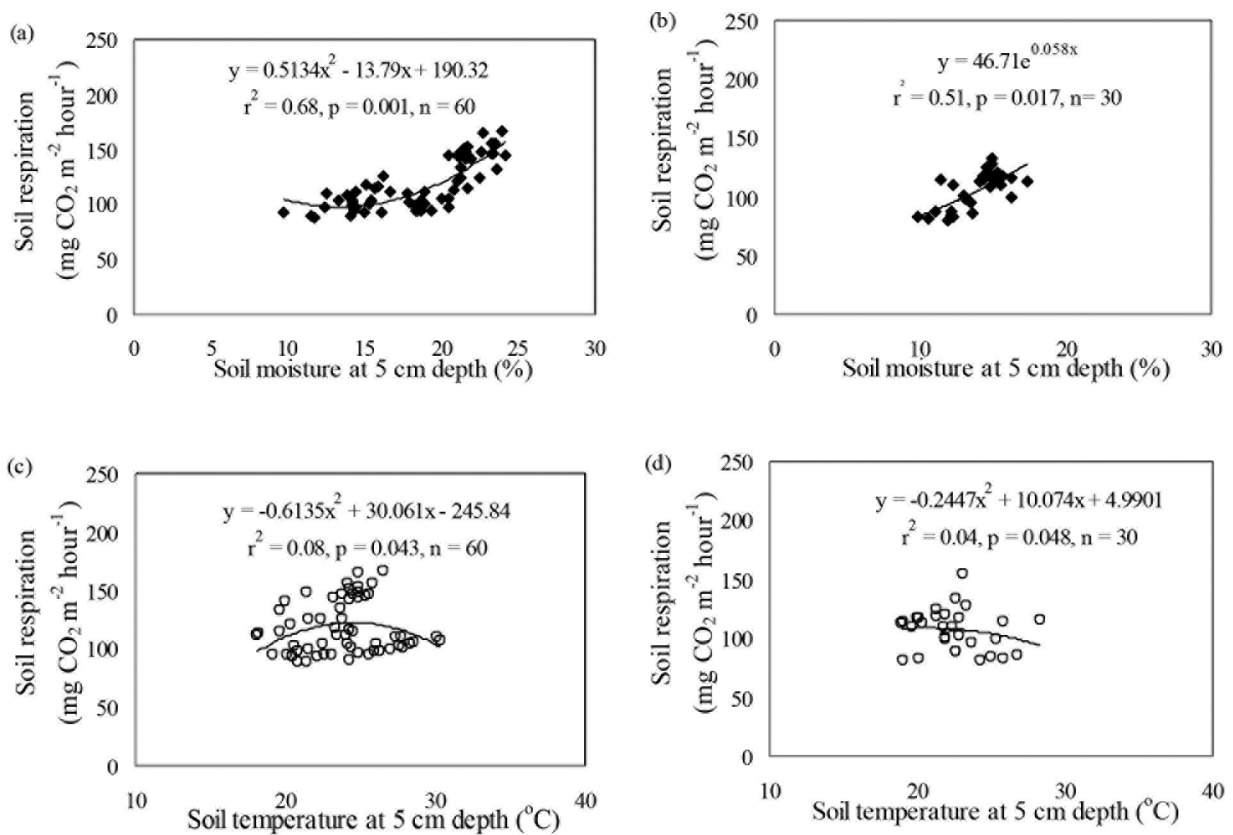 (a)
250
200
150
100
50
0
y = 0.5134x² - 13.79x + 190.32
r² = 0.68, p = 0.001, n = 60
Soil respiration
(mg CO₂ m⁻² hour⁻¹)
0 5 10 15 20 25 30
Soil moisture at 5 cm depth (%)
(b)
250
200
150
100
50
0
y = 46.71e^0.058x
r² = 0.51, p = 0.017, n= 30
Soil respiration
(mg CO₂ m⁻² hour⁻¹)
0 10 20 30
Soil moisture at 5 cm depth (%)
(c)
250
200
150
100
50
0
y = -0.6135x² + 30.061x - 245.84
r² = 0.08, p = 0.043, n = 60
Soil respiration
(mg CO₂ m⁻² hour⁻¹)
10 20 30 40
Soil temperature at 5 cm depth (°C)
(d)
250
200
150
100
50
0
y = -0.2447x² + 10.074x + 4.9901
r² = 0.04, p = 0.048, n = 30
Soil respiration
(mg CO₂ m⁻² hour⁻¹)
10 20 30 40
Soil temperature at 5 cm depth (°C)